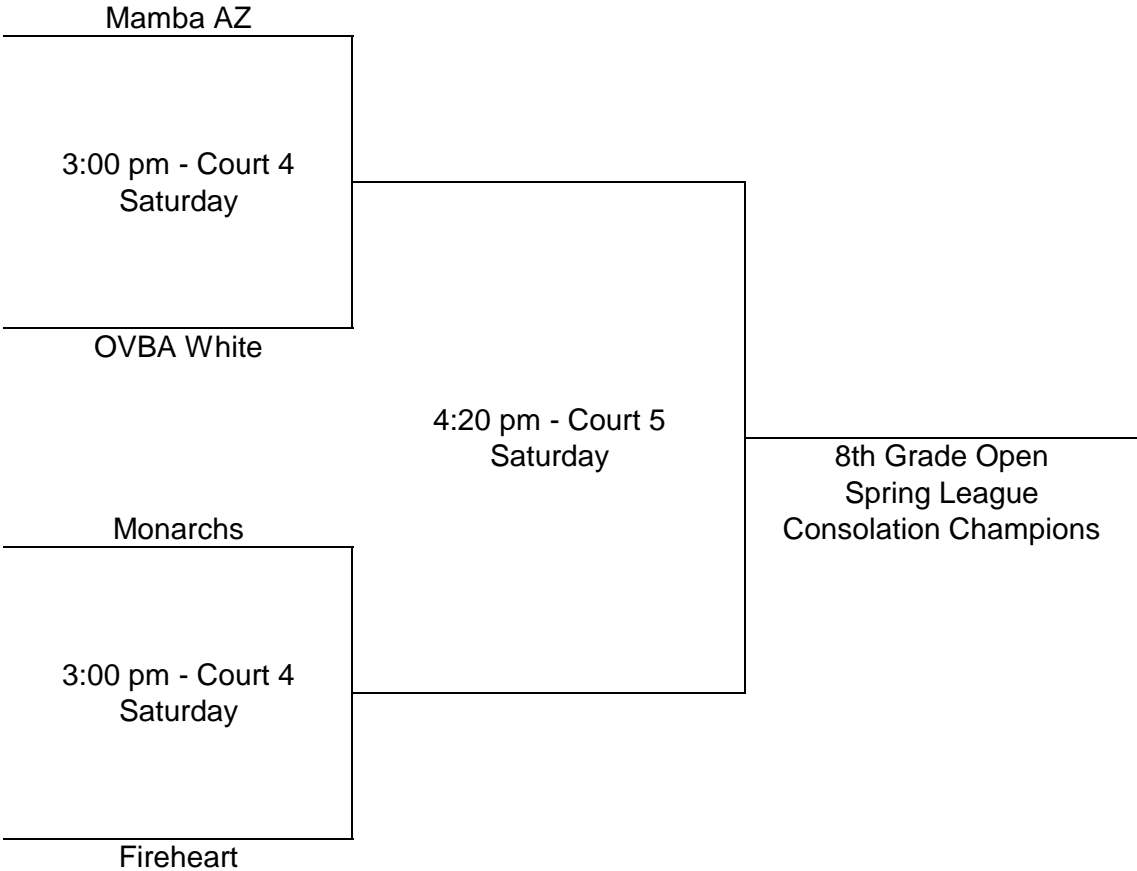 Mamba AZ
3:00 pm - Court 4
Saturday
OVBA White
4:20 pm - Court 5
Saturday
8th Grade Open
Spring League
Consolation Champions
Monarchs
3:00 pm - Court 4
Saturday
Fireheart